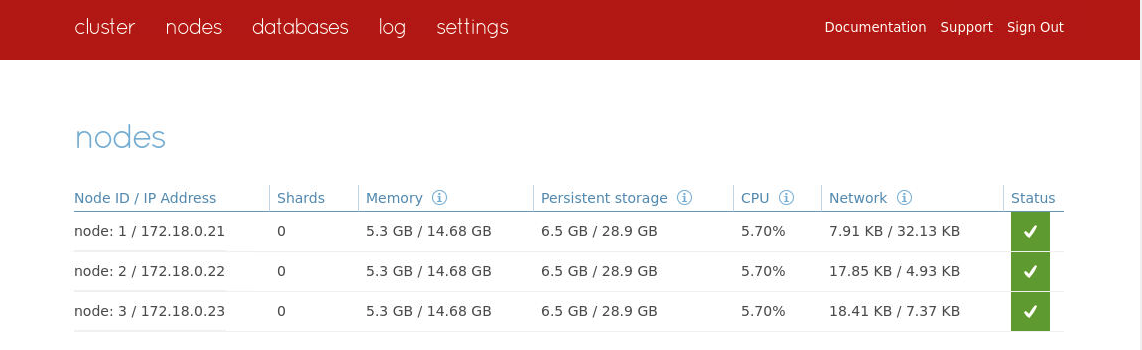 cluster nodes databases log settings Documentation Support Sign Out
nodes
Node ID / IP Address Shards Memory Persistent storage CPU Network Status
node: 1 / 172.18.0.21 0 5.3 GB / 14.68 GB 6.5 GB / 28.9 GB 5.70% 7.91 KB / 32.13 KB
node: 2 / 172.18.0.22 0 5.3 GB / 14.68 GB 6.5 GB / 28.9 GB 5.70% 17.85 KB / 4.93 KB
node: 3 / 172.18.0.23 0 5.3 GB / 14.68 GB 6.5 GB / 28.9 GB 5.70% 18.41 KB / 7.37 KB